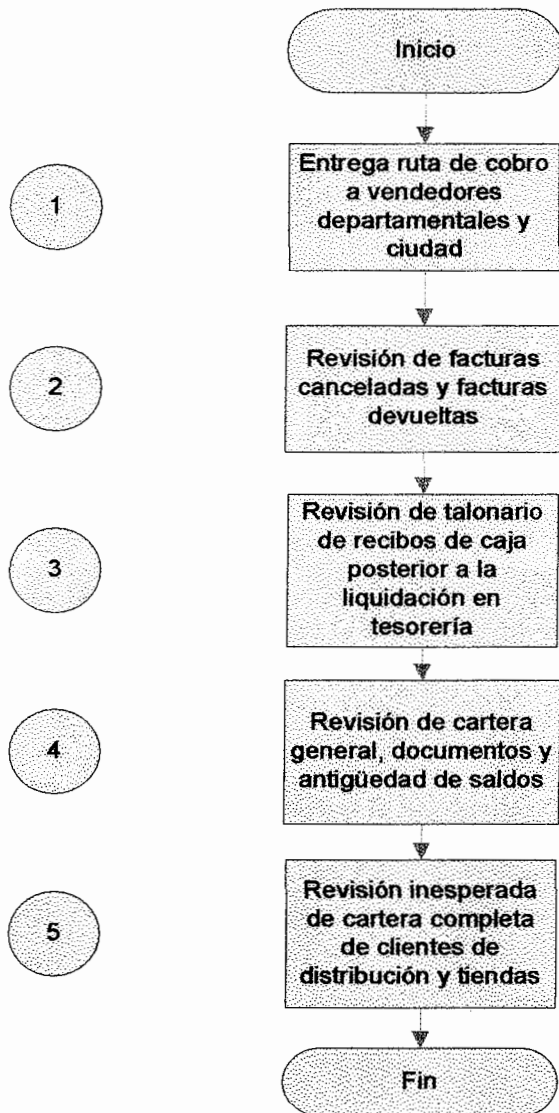 Inicio
1
Entrega ruta de cobro
a vendedores
departamentales y
ciudad
2
Revisión de facturas
canceladas y facturas
devueltas
3
Revisión de talonario
de recibos de caja
posterior a la
liquidación en
tesorería
4
Revisión de cartera
general, documentos y
antigüedad de saldos
5
Revisión inesperada
de cartera completa
de clientes de
distribución y tiendas
Fin